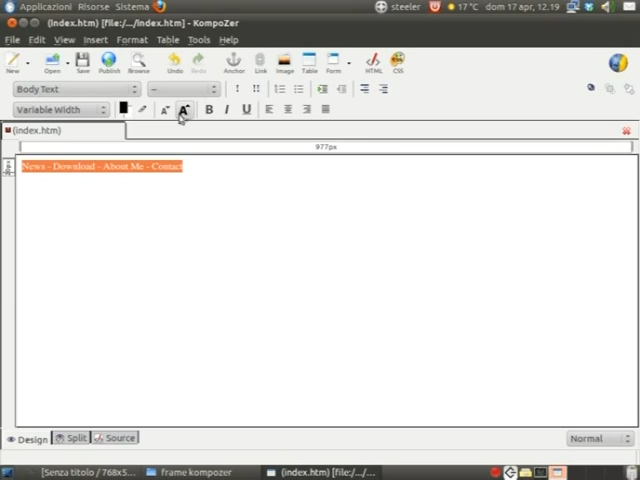 Applicazioni Risorse Sistema steeler 17 °C dom 17 apr, 12.19
(index.htm) [file:/.../index.htm] - KompoZer
File Edit View Insert Format Table Tools Help
New Open Save Publish Browse Undo Redo Anchor Link Image Table Form HTML CSS
Body Text
Variable Width A A B I U
(index.htm)
977px
News - Download - About Me - Contact
Design Split Source Normal
[Senza titolo / 768x5... frame kompozer (index.htm) [file:/.../...